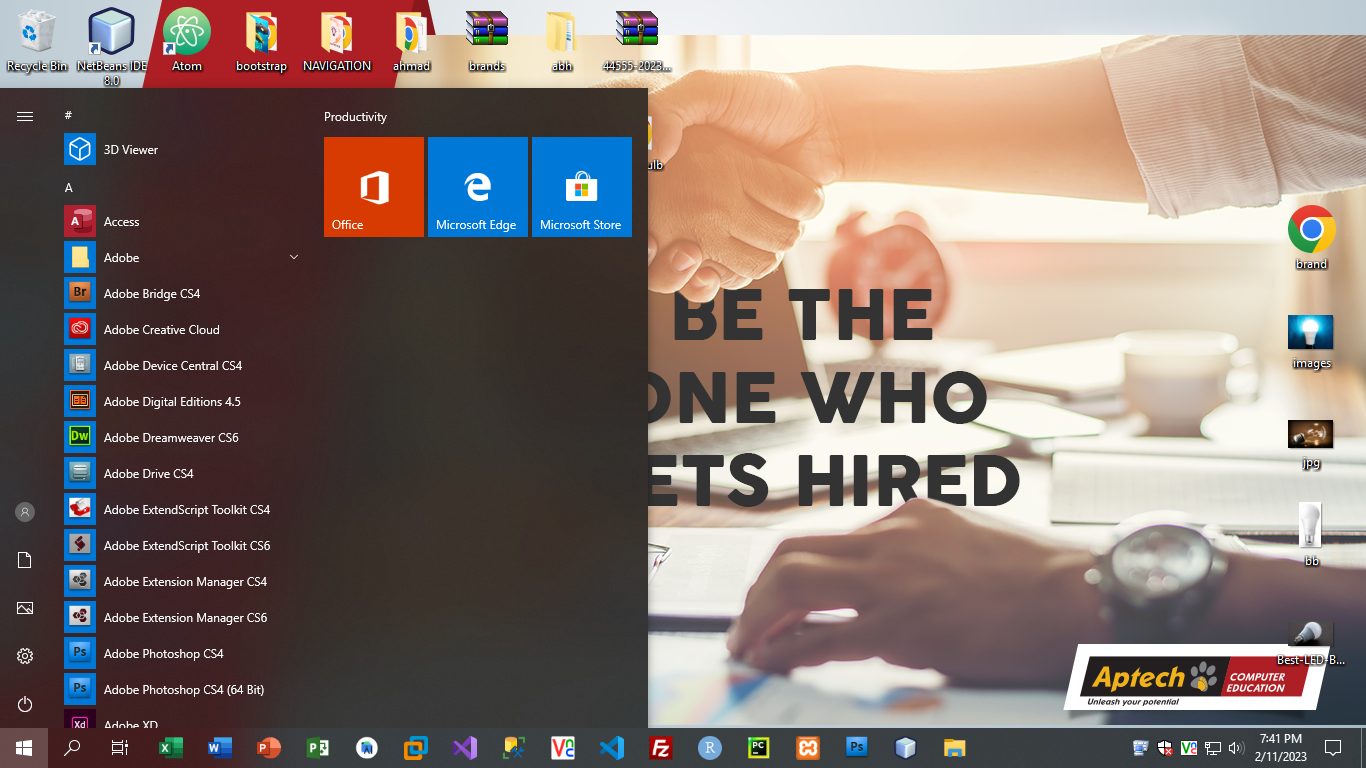 Recycle Bin
NetBeans IDE
8.0
Atom
bootstrap
NAVIGATION
ahmad
brands
abh
44555-2023...
#
3D Viewer
A
Access
Adobe
Adobe Bridge CS4
Adobe Creative Cloud
Adobe Device Central CS4
Adobe Digital Editions 4.5
Adobe Dreamweaver CS6
Adobe Drive CS4
Adobe ExtendScript Toolkit CS4
Adobe ExtendScript Toolkit CS6
Adobe Extension Manager CS4
Adobe Extension Manager CS6
Adobe Photoshop CS4
Adobe Photoshop CS4 (64 Bit)
Adobe XD
Productivity
Office
Microsoft Edge
Microsoft Store
ulb
BE THE
ONE WHO
ETS HIRED
brand
images
jpg
bb
Best-LED-B...
Aptech
COMPUTER
EDUCATION
Unleash your potential
7:41 PM
2/11/2023